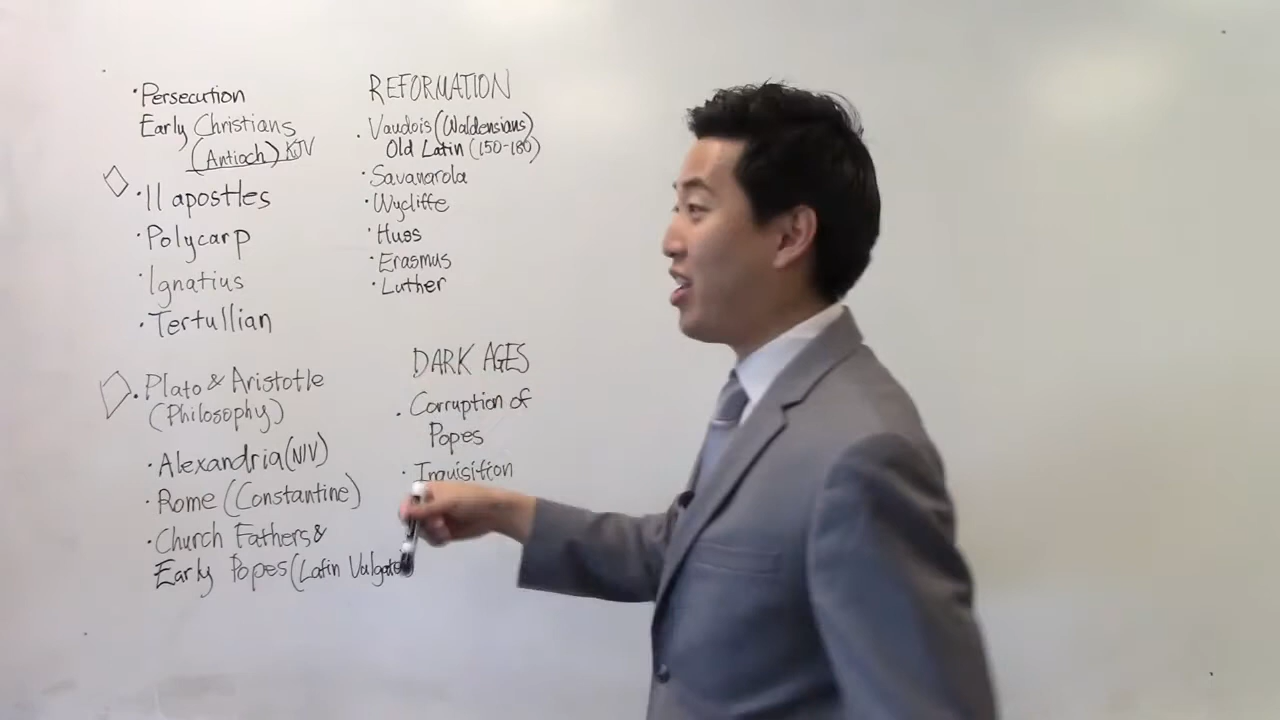 · Persecution
Early Christians
(Antioch) KJV
· 11 apostles
· Polycarp
· Ignatius
· Tertullian
· Plato & Aristotle
(Philosophy)
· Alexandria (NIV)
· Rome (Constantine)
· Church Fathers &
Early Popes (Latin Vulgate
REFORMATION
· Vaudois (Waldensians)
Old Latin (150-180)
· Savanarola
· Wycliffe
· Huss
· Erasmus
· Luther
DARK AGES
· Corruption of
Popes
· Inquisition